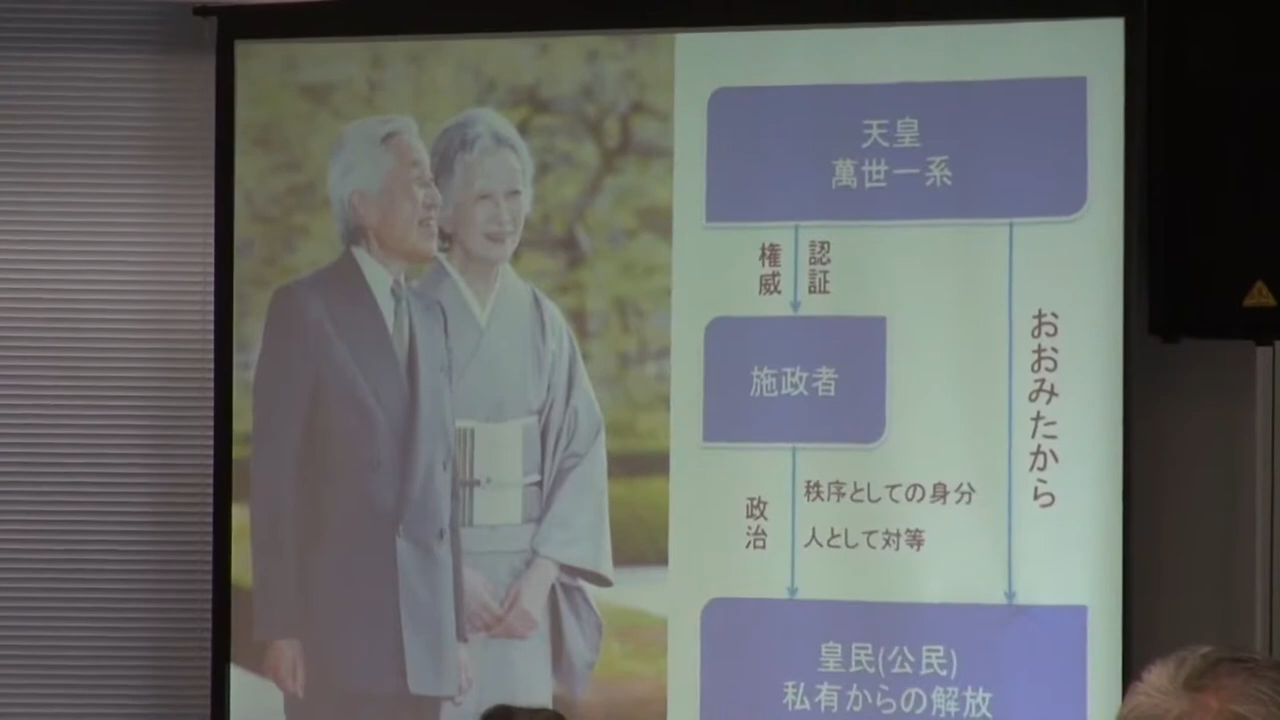 天皇
萬世一系
権威
認証
おおみたから
施政者
政治
秩序としての身分
人として対等
皇民(公民)
私有からの解放